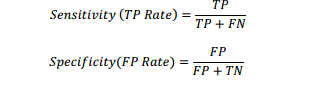 Sensitivity (TP Rate) = TP / TP + FN
Specificity(FP Rate) = FP / FP + TN